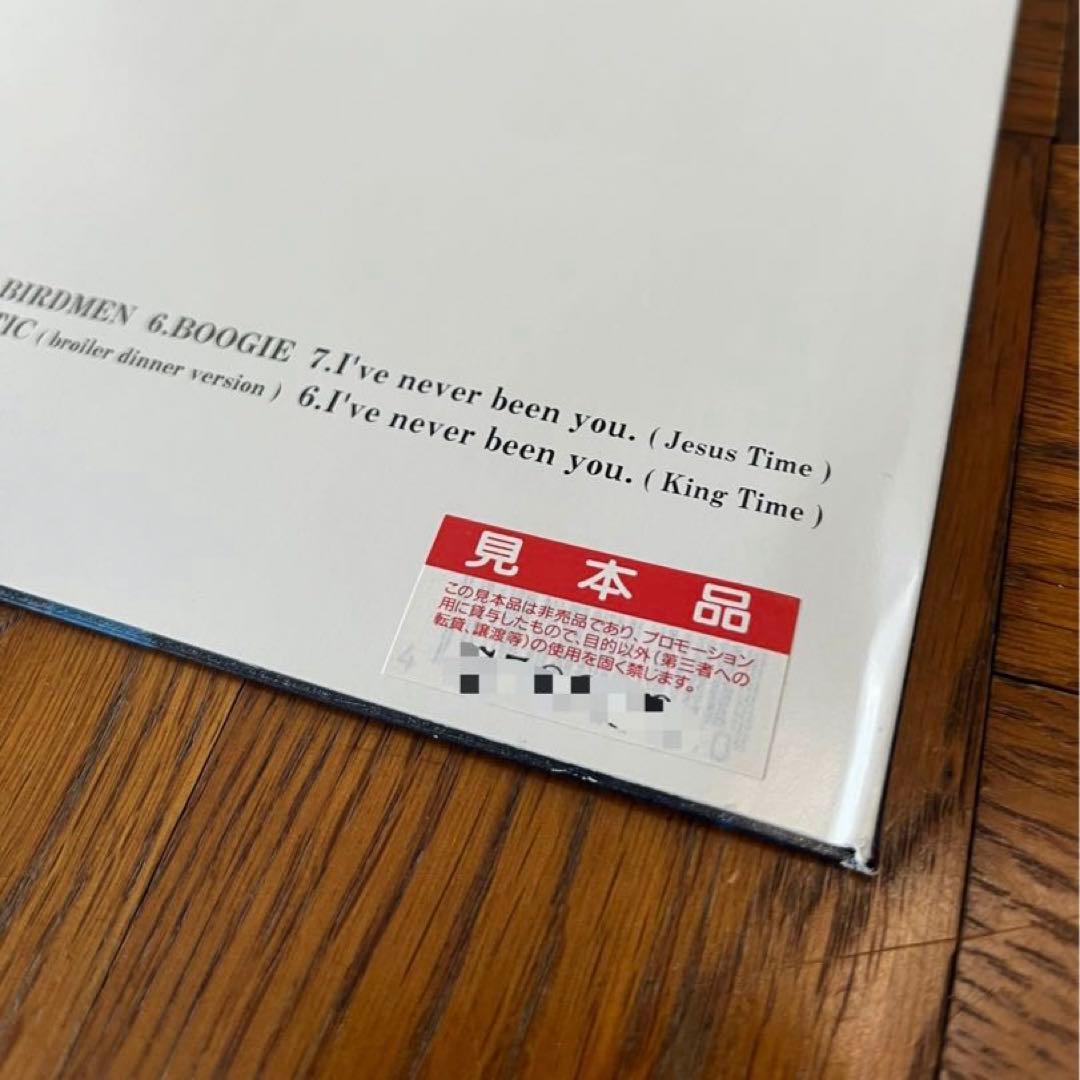 BIRDMEN 6.BOOGIE 7.I've never been you. ( Jesus Time )
TIC ( broiler dinner version ) 6.I've never been you. ( King Time )
見本品
この見本品は非売品であり、プロモーション
用に貸与したもので、目的以外(第三者への
転貸、譲渡等)の使用を固く禁じます。